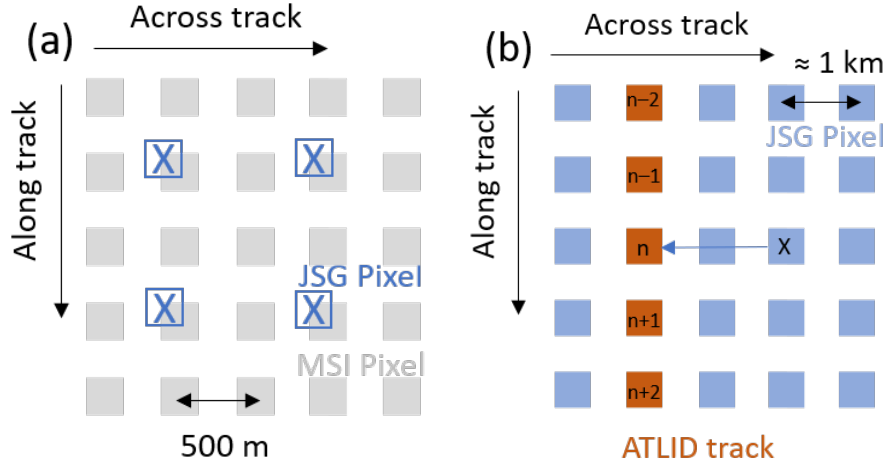 (a)
Across track
Along track
X
X
X
X
JSG Pixel
MSI Pixel
500 m
(b)
Across track
≈ 1 km
Along track
JSG Pixel
n−2
n−1
n
X
n+1
n+2
ATLID track